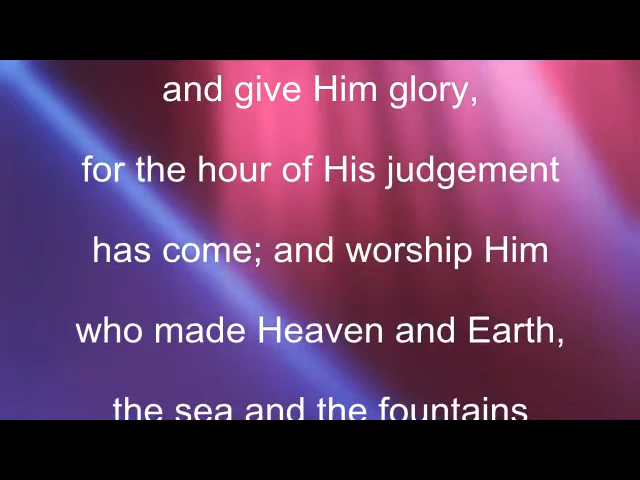 and give Him glory,
for the hour of His judgement
has come; and worship Him
who made Heaven and Earth,
the sea and the fountains